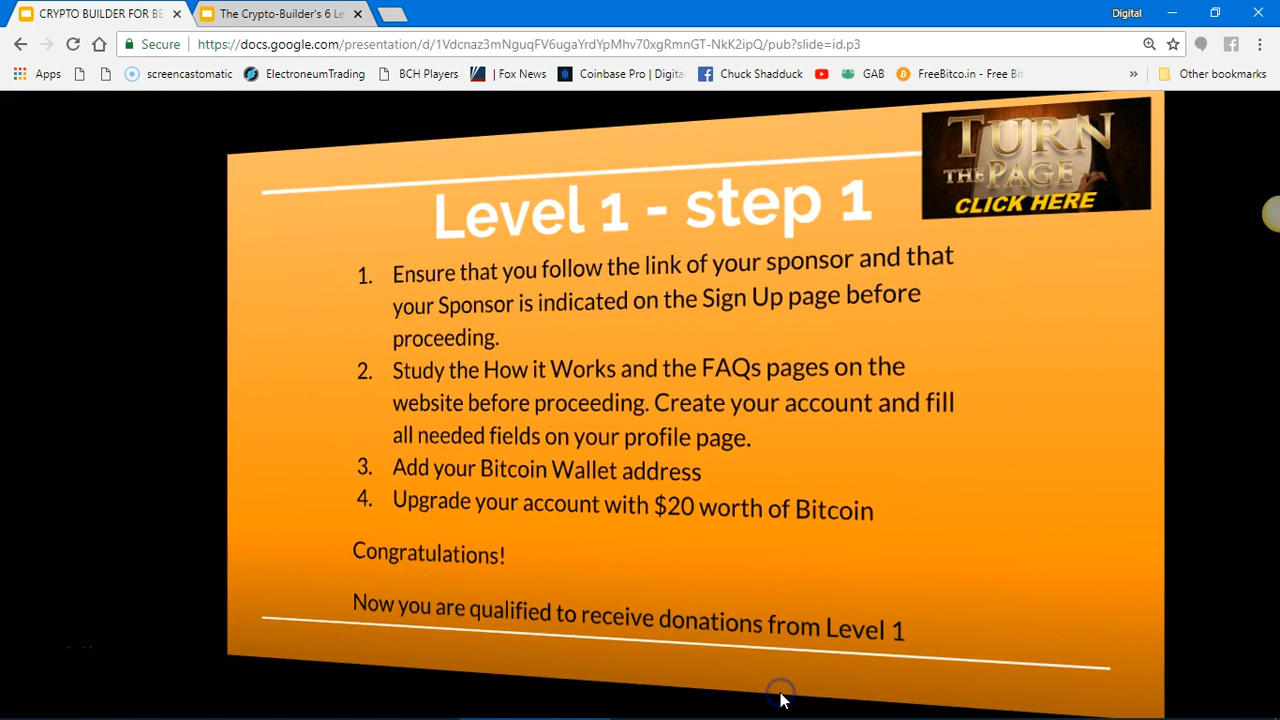 CRYPTO BUILDER FOR BE
The Crypto-Builder's 6 Le
Digital
Secure
https://docs.google.com/presentation/d/1Vdcnaz3mNguqFV6ugaYrdYpMhv70xgRmnGT-NkK2ipQ/pub?slide=id.p3
Apps
screencastomatic
ElectroneumTrading
BCH Players
| Fox News
Coinbase Pro | Digita
Chuck Shadduck
GAB
FreeBitco.in - Free Bit
»
Other bookmarks
TURN
THE PAGE
CLICK HERE
Level 1 - step 1
1. Ensure that you follow the link of your sponsor and that
your Sponsor is indicated on the Sign Up page before
proceeding.
2. Study the How it Works and the FAQs pages on the
website before proceeding. Create your account and fill
all needed fields on your profile page.
3. Add your Bitcoin Wallet address
4. Upgrade your account with $20 worth of Bitcoin
Congratulations!
Now you are qualified to receive donations from Level 1